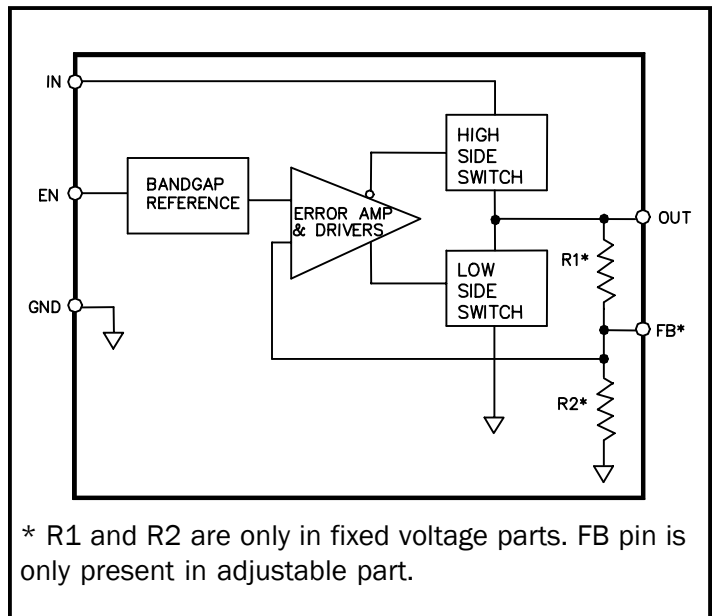 IN
HIGH
SIDE
SWITCH
EN
BANDGAP
REFERENCE
ERROR AMP
& DRIVERS
OUT
R1*
LOW
SIDE
SWITCH
GND
FB*
R2*
* R1 and R2 are only in fixed voltage parts. FB pin is
only present in adjustable part.